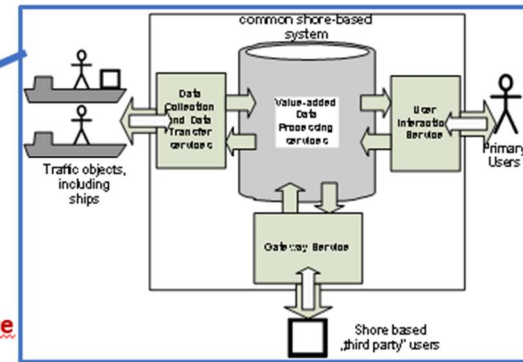 common shore-based
system
Data
Collection
and Data
Transfer
services
Value-added
Data
Processing
services
User
Interaction
Service
Traffic objects,
including
ships
Primary
Users
Gateway Service
Shore based
„third party" users